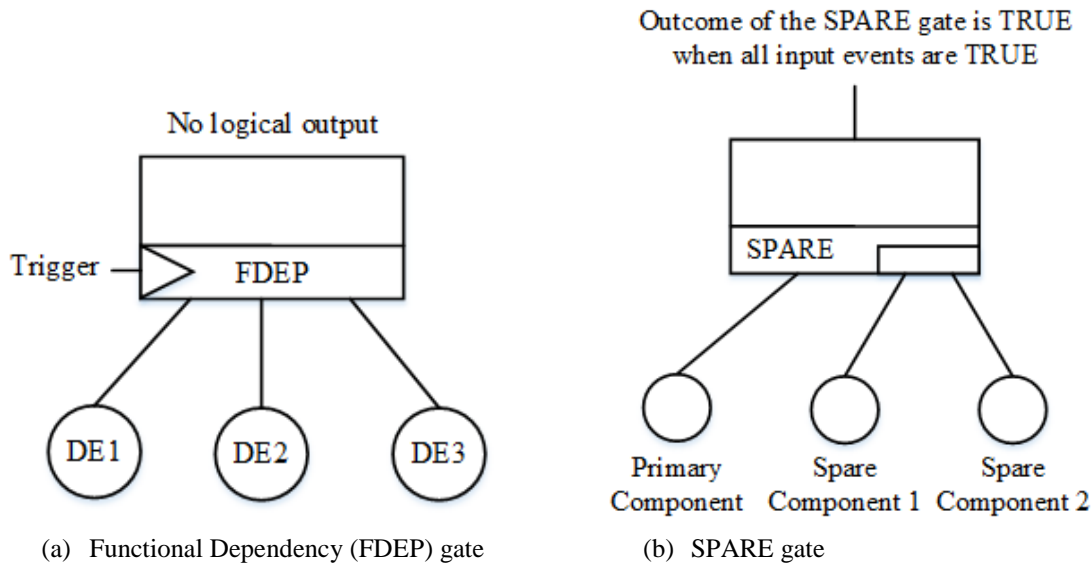 No logical output
Trigger
FDEP
DE1
DE2
DE3
(a) Functional Dependency (FDEP) gate
Outcome of the SPARE gate is TRUE
when all input events are TRUE
SPARE
Primary
Component
Spare
Component 1
Spare
Component 2
(b) SPARE gate